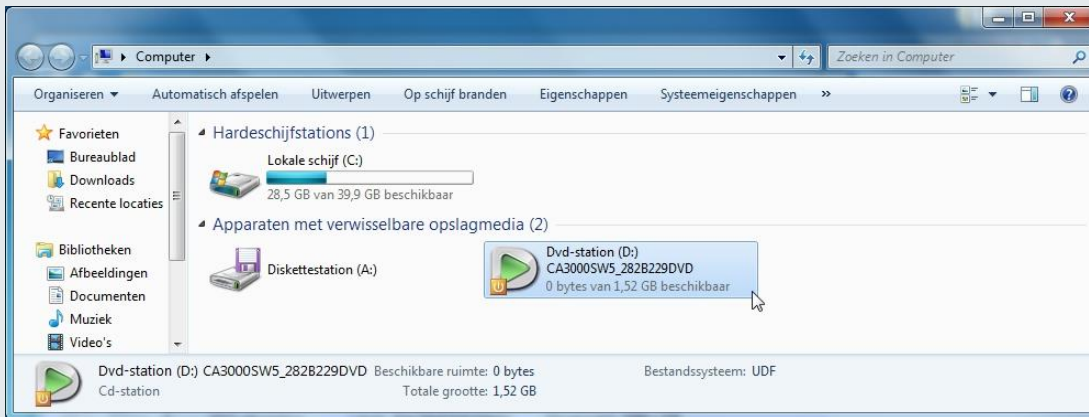 Computer
Zoeken in Computer
Organiseren Automatisch afspelen Uitwerpen Op schijf branden Eigenschappen Systeemeigenschappen »
Favorieten
Bureaublad
Downloads
Recente locaties
Bibliotheken
Afbeeldingen
Documenten
Muziek
Video's
Hardeschijfstations (1)
Lokale schijf (C:)
28,5 GB van 39,9 GB beschikbaar
Apparaten met verwisselbare opslagmedia (2)
Diskettestation (A:)
Dvd-station (D:)
CA3000SW5_282B229DVD
0 bytes van 1,52 GB beschikbaar
Dvd-station (D:) CA3000SW5_282B229DVD Beschikbare ruimte: 0 bytes Bestandssysteem: UDF
Cd-station Totale grootte: 1,52 GB